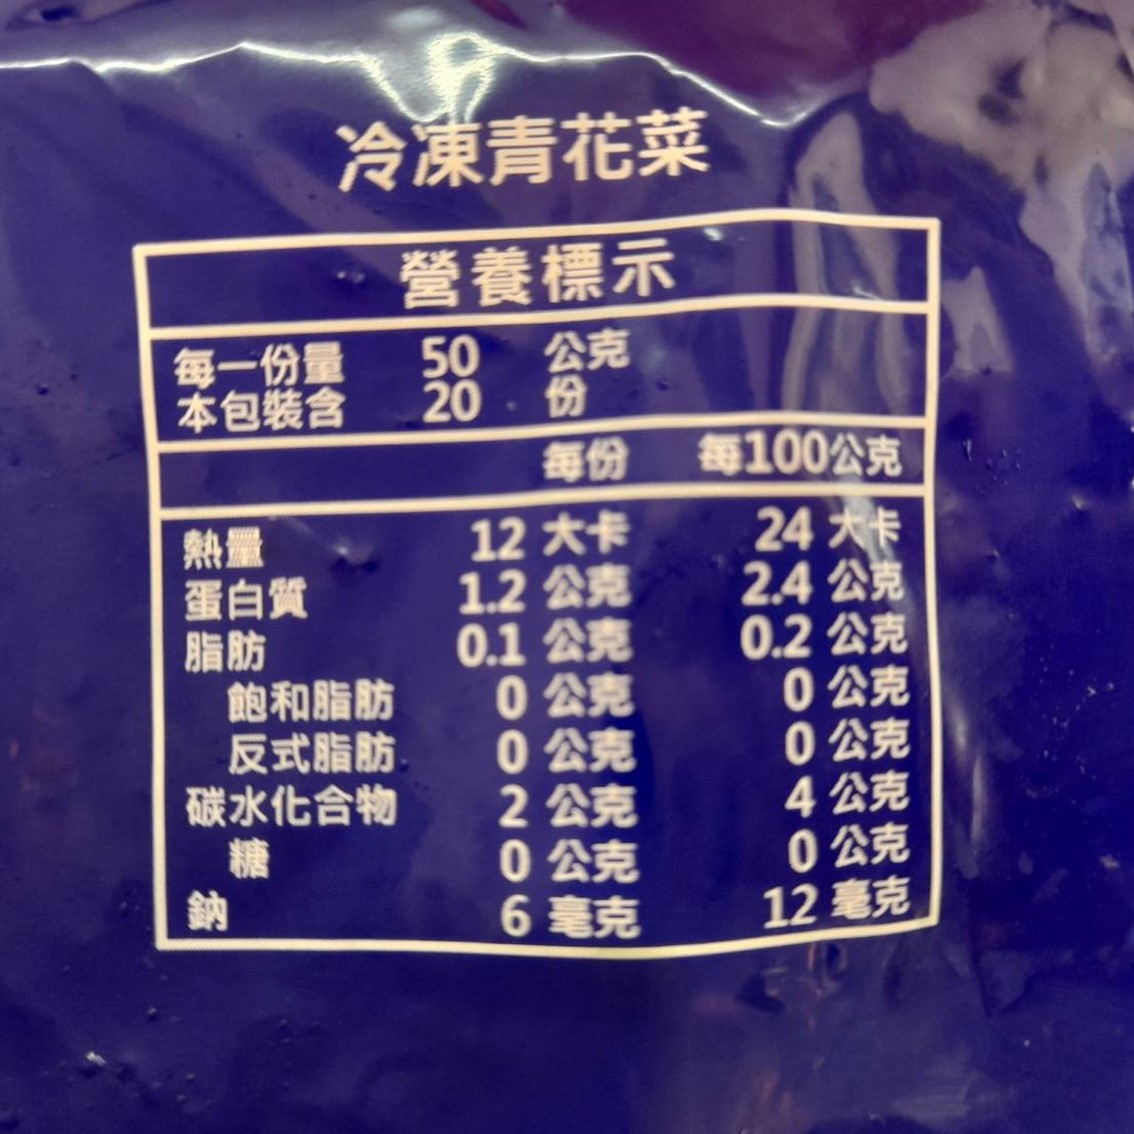 冷凍青花菜
營養標示
每一份量 50 公克
本包裝含 20 份
每份 每100公克
熱量 12 大卡 24 大卡
蛋白質 1.2 公克 2.4 公克
脂肪 0.1 公克 0.2 公克
飽和脂肪 0 公克 0 公克
反式脂肪 0 公克 0 公克
碳水化合物 2 公克 4 公克
糖 0 公克 0 公克
鈉 6 毫克 12 毫克